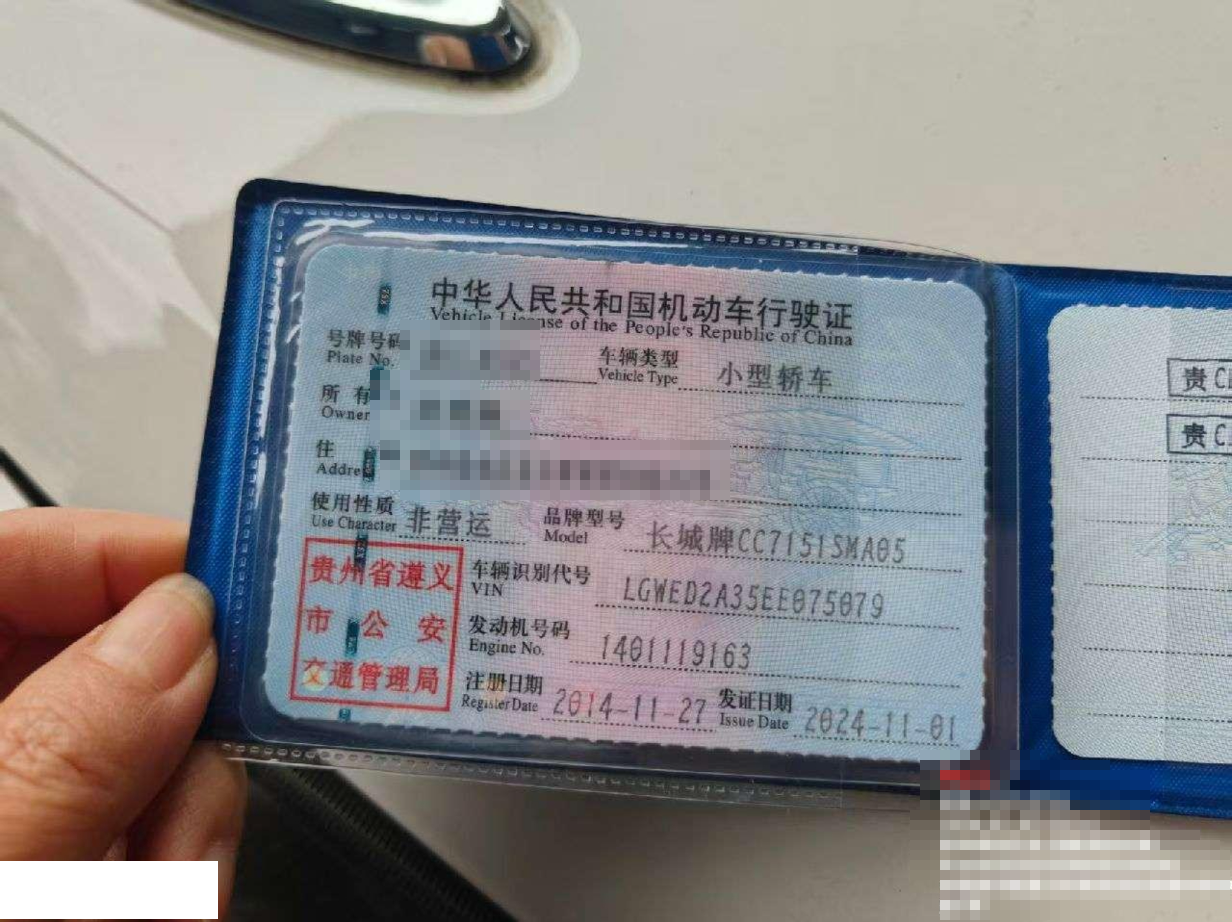 中华人民共和国机动车行驶证
Vehicle License of the People's Republic of China
号牌号码
Plate No.
车辆类型 小型轿车
Vehicle Type
所有
Owner
住
Addre
使用性质 非营运
Use Character
品牌型号 长城牌CC7151SMA05
Model
贵州省遵义
市公安
交通管理局
车辆识别代号 LGWED2A35EE075079
VIN
发动机号码 1401119163
Engine No.
注册日期 2014-11-27
Register Date
发证日期 2024-11-01
Issue Date
贵C
贵C